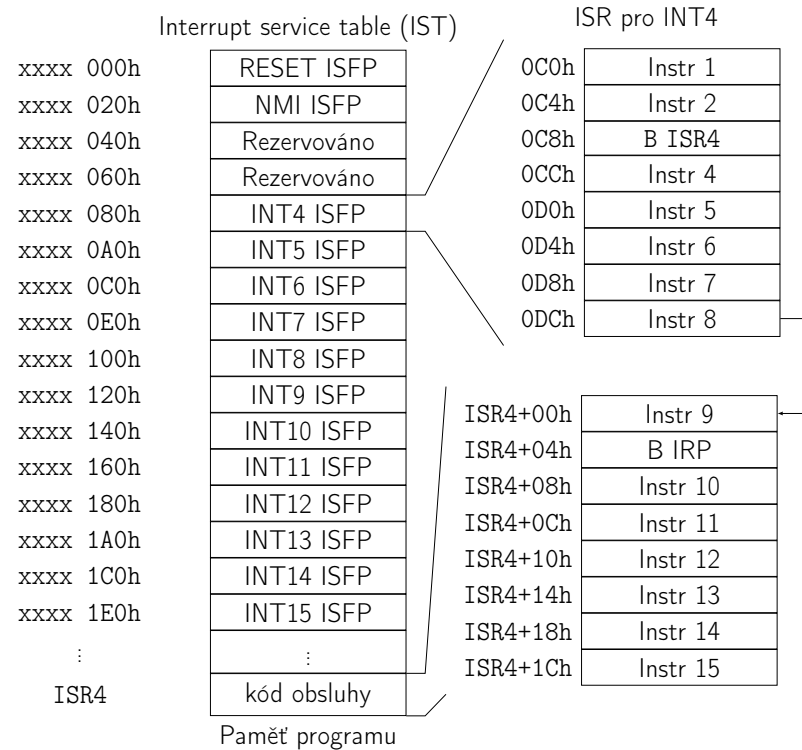 Interrupt service table (IST)
xxxx 000h RESET ISFP
xxxx 020h NMI ISFP
xxxx 040h Rezervováno
xxxx 060h Rezervováno
xxxx 080h INT4 ISFP
xxxx 0A0h INT5 ISFP
xxxx 0C0h INT6 ISFP
xxxx 0E0h INT7 ISFP
xxxx 100h INT8 ISFP
xxxx 120h INT9 ISFP
xxxx 140h INT10 ISFP
xxxx 160h INT11 ISFP
xxxx 180h INT12 ISFP
xxxx 1A0h INT13 ISFP
xxxx 1C0h INT14 ISFP
xxxx 1E0h INT15 ISFP
⋮ ⋮
ISR4 kód obsluhy
Paměť programu
ISR pro INT4
0C0h Instr 1
0C4h Instr 2
0C8h B ISR4
0CCh Instr 4
0D0h Instr 5
0D4h Instr 6
0D8h Instr 7
0DCh Instr 8
ISR4+00h Instr 9
ISR4+04h B IRP
ISR4+08h Instr 10
ISR4+0Ch Instr 11
ISR4+10h Instr 12
ISR4+14h Instr 13
ISR4+18h Instr 14
ISR4+1Ch Instr 15